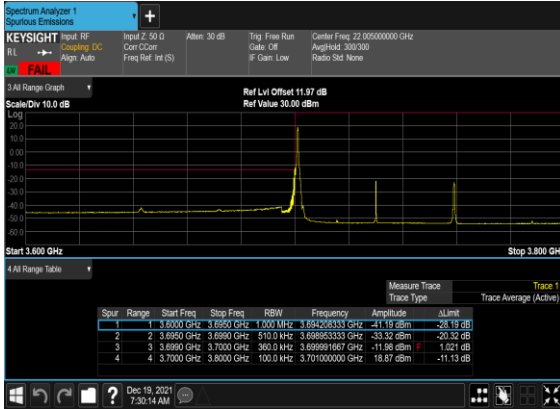 Spectrum Analyzer 1
Spurious Emissions
KEYSIGHT Input: RF Input Z: 50 Ω Atten: 30 dB Trig: Free Run Center Freq: 22.005000000 GHz
RL Coupling: DC Corr CCorr Gate: Off Avg|Hold: 300/300
Align: Auto Freq Ref: Int (S) IF Gain: Low Radio Std: None
FAIL
3 All Range Graph
Ref Lvl Offset 11.97 dB
Scale/Div 10.0 dB Ref Value 30.00 dBm
Log
20.0
10.0
0.00
-10.0
-20.0
-30.0
-40.0
-50.0
-60.0
Start 3.600 GHz Stop 3.800 GH
4 All Range Table
Measure Trace Trace 1
Trace Type Trace Average (Active)
Spur Range Start Freq Stop Freq RBW Frequency Amplitude ΔLimit
1 1 3.6000 GHz 3.6950 GHz 1.000 MHz 3.694208333 GHz -41.19 dBm -28.19 dB
2 2 3.6950 GHz 3.6990 GHz 510.0 kHz 3.698953333 GHz -33.32 dBm -20.32 dB
3 3 3.6990 GHz 3.7000 GHz 360.0 kHz 3.699991667 GHz -11.98 dBm F 1.021 dB
4 4 3.7000 GHz 3.8000 GHz 100.0 kHz 3.701000000 GHz 18.87 dBm -11.13 dB
Dec 19, 2021
7:30:14 AM